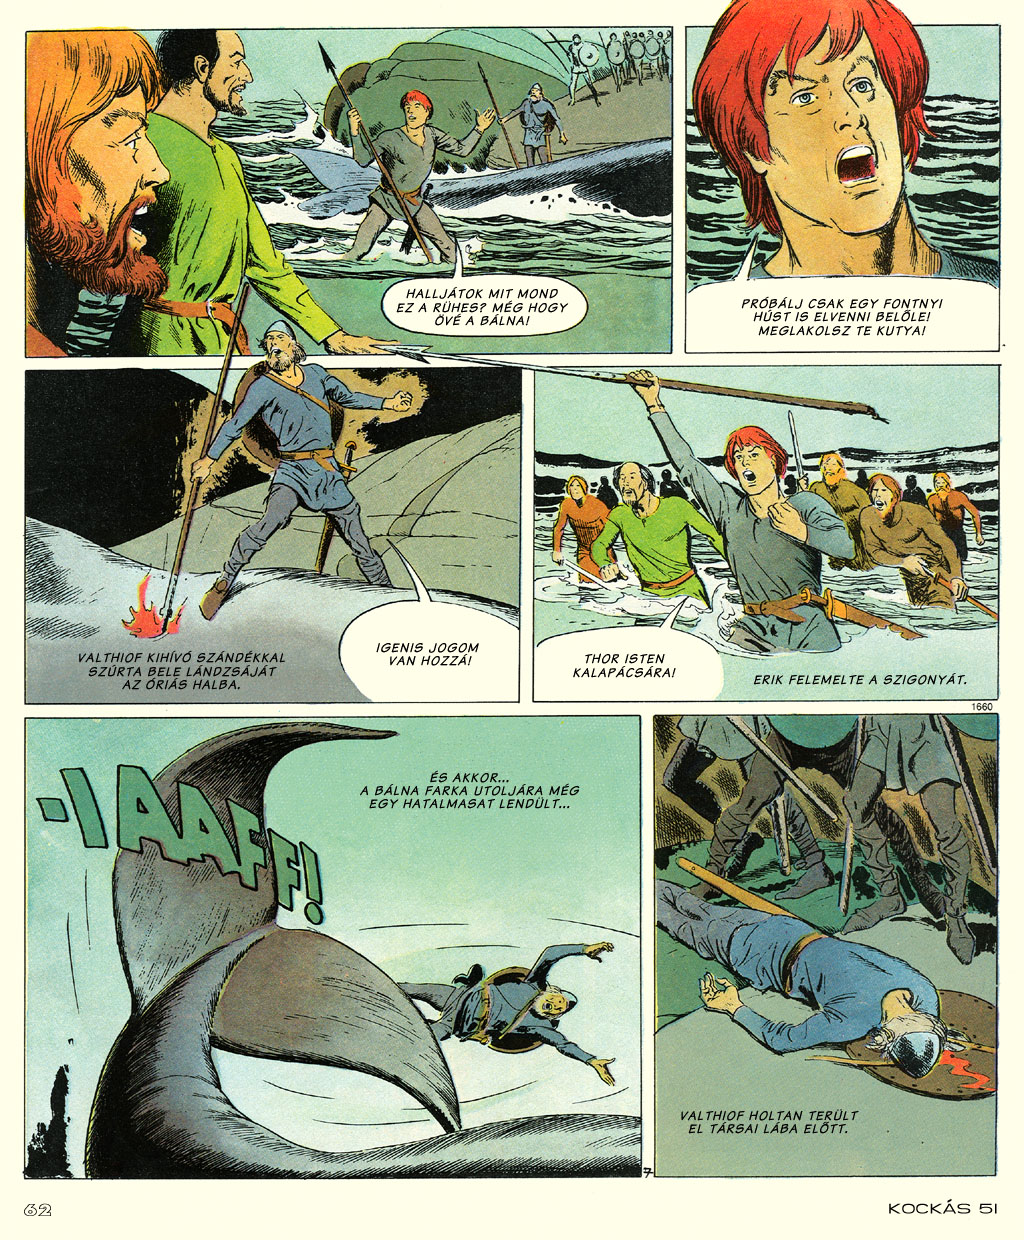 HALLJÁTOK MIT MOND
EZ A RÜHES? MÉG HOGY
ÖVÉ A BÁLNA!
PRÓBÁLJ CSAK EGY FONTNYI
HÚST IS ELVENNI BELŐLE!
MEGLAKOLSZ TE KUTYA!
VALTHIOF KIHÍVÓ SZÁNDÉKKAL
SZÚRTA BELE LÁNDZSÁJÁT
AZ ÓRIÁS HALBA.
IGENIS JOGOM
VAN HOZZÁ!
THOR ISTEN
KALAPÁCSÁRA!
ERIK FELEMELTE A SZIGONYÁT.
1660
-IAAFF!
ÉS AKKOR...
A BÁLNA FARKA UTOLJÁRA MÉG
EGY HATALMASAT LENDÜLT...
VALTHIOF HOLTAN TERÜLT
EL TÁRSAI LÁBA ELŐTT.
7
62
KOCKÁS 51